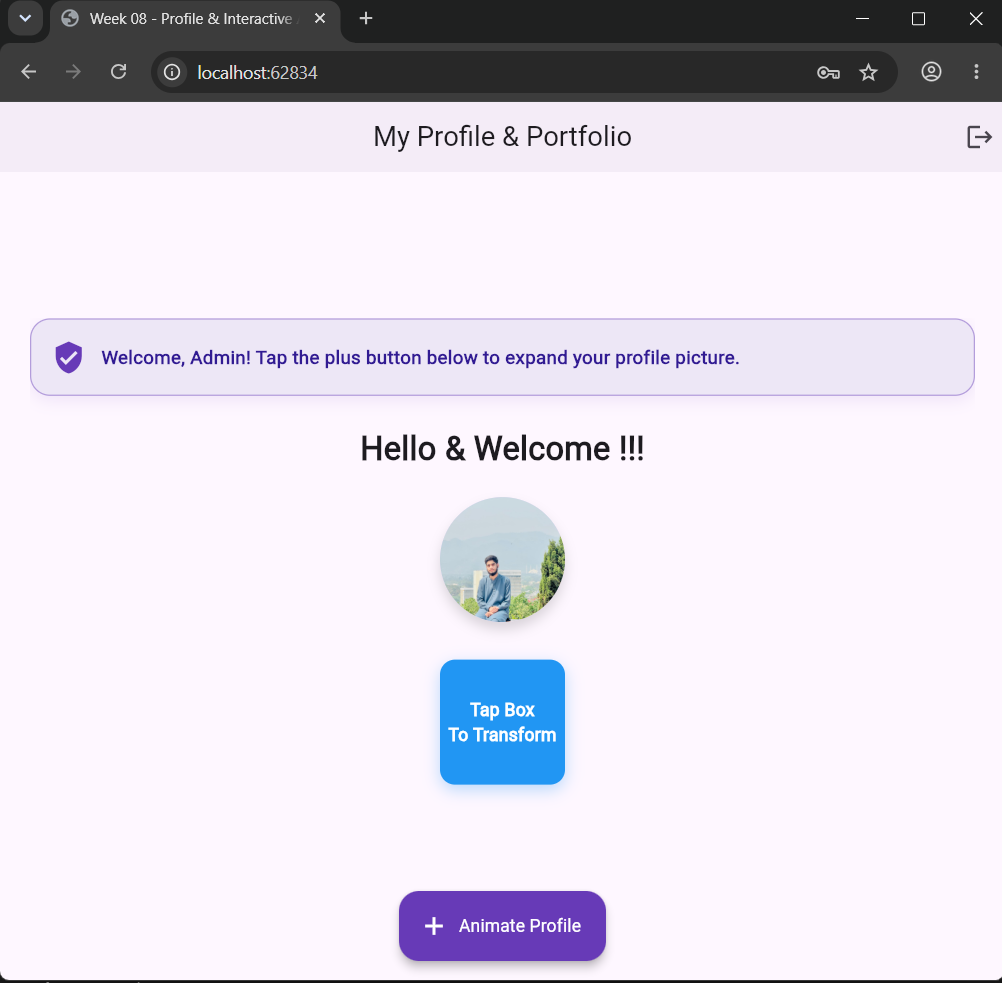 Week 08 - Profile & Interactive
localhost:62834
My Profile & Portfolio
Welcome, Admin! Tap the plus button below to expand your profile picture.
Hello & Welcome !!!
Tap Box
To Transform
Animate Profile